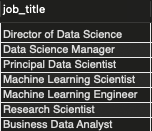 job_title
Director of Data Science
Data Science Manager
Principal Data Scientist
Machine Learning Scientist
Machine Learning Engineer
Research Scientist
Business Data Analyst